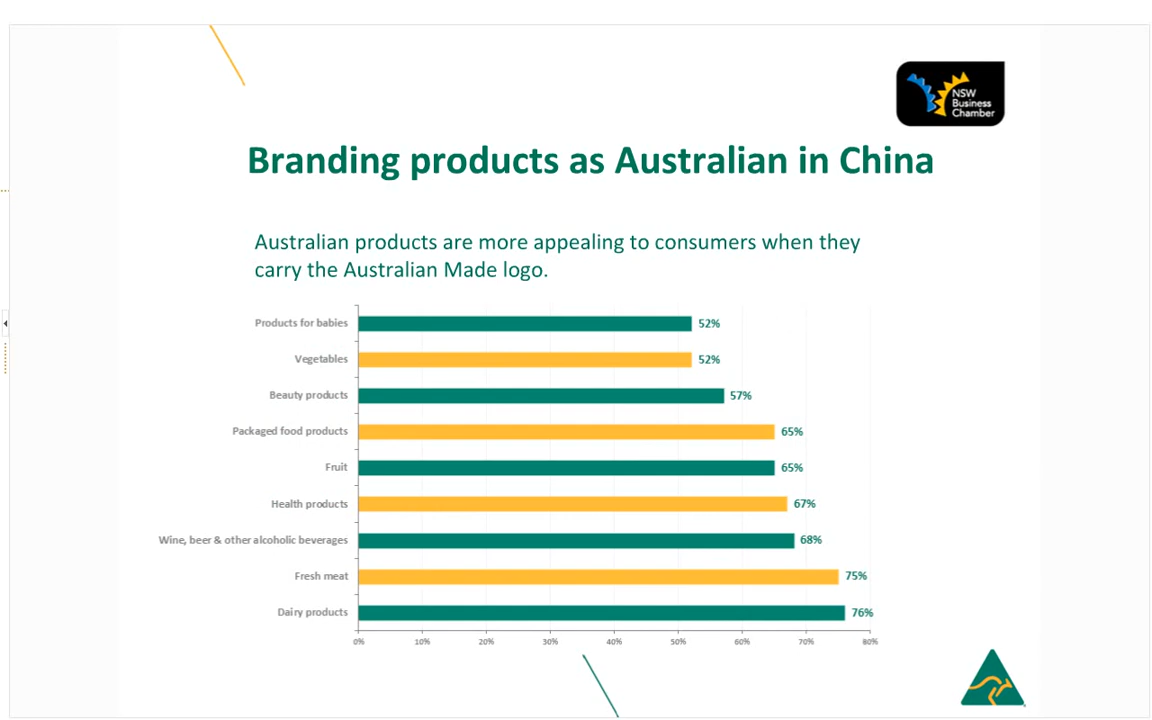 NSW
Business
Chamber
Branding products as Australian in China
Australian products are more appealing to consumers when they
carry the Australian Made logo.
Products for babies 52%
Vegetables 52%
Beauty products 57%
Packaged food products 65%
Fruit 65%
Health products 67%
Wine, beer & other alcoholic beverages 68%
Fresh meat 75%
Dairy products 76%
0% 10% 20% 30% 40% 50% 60% 70% 80%